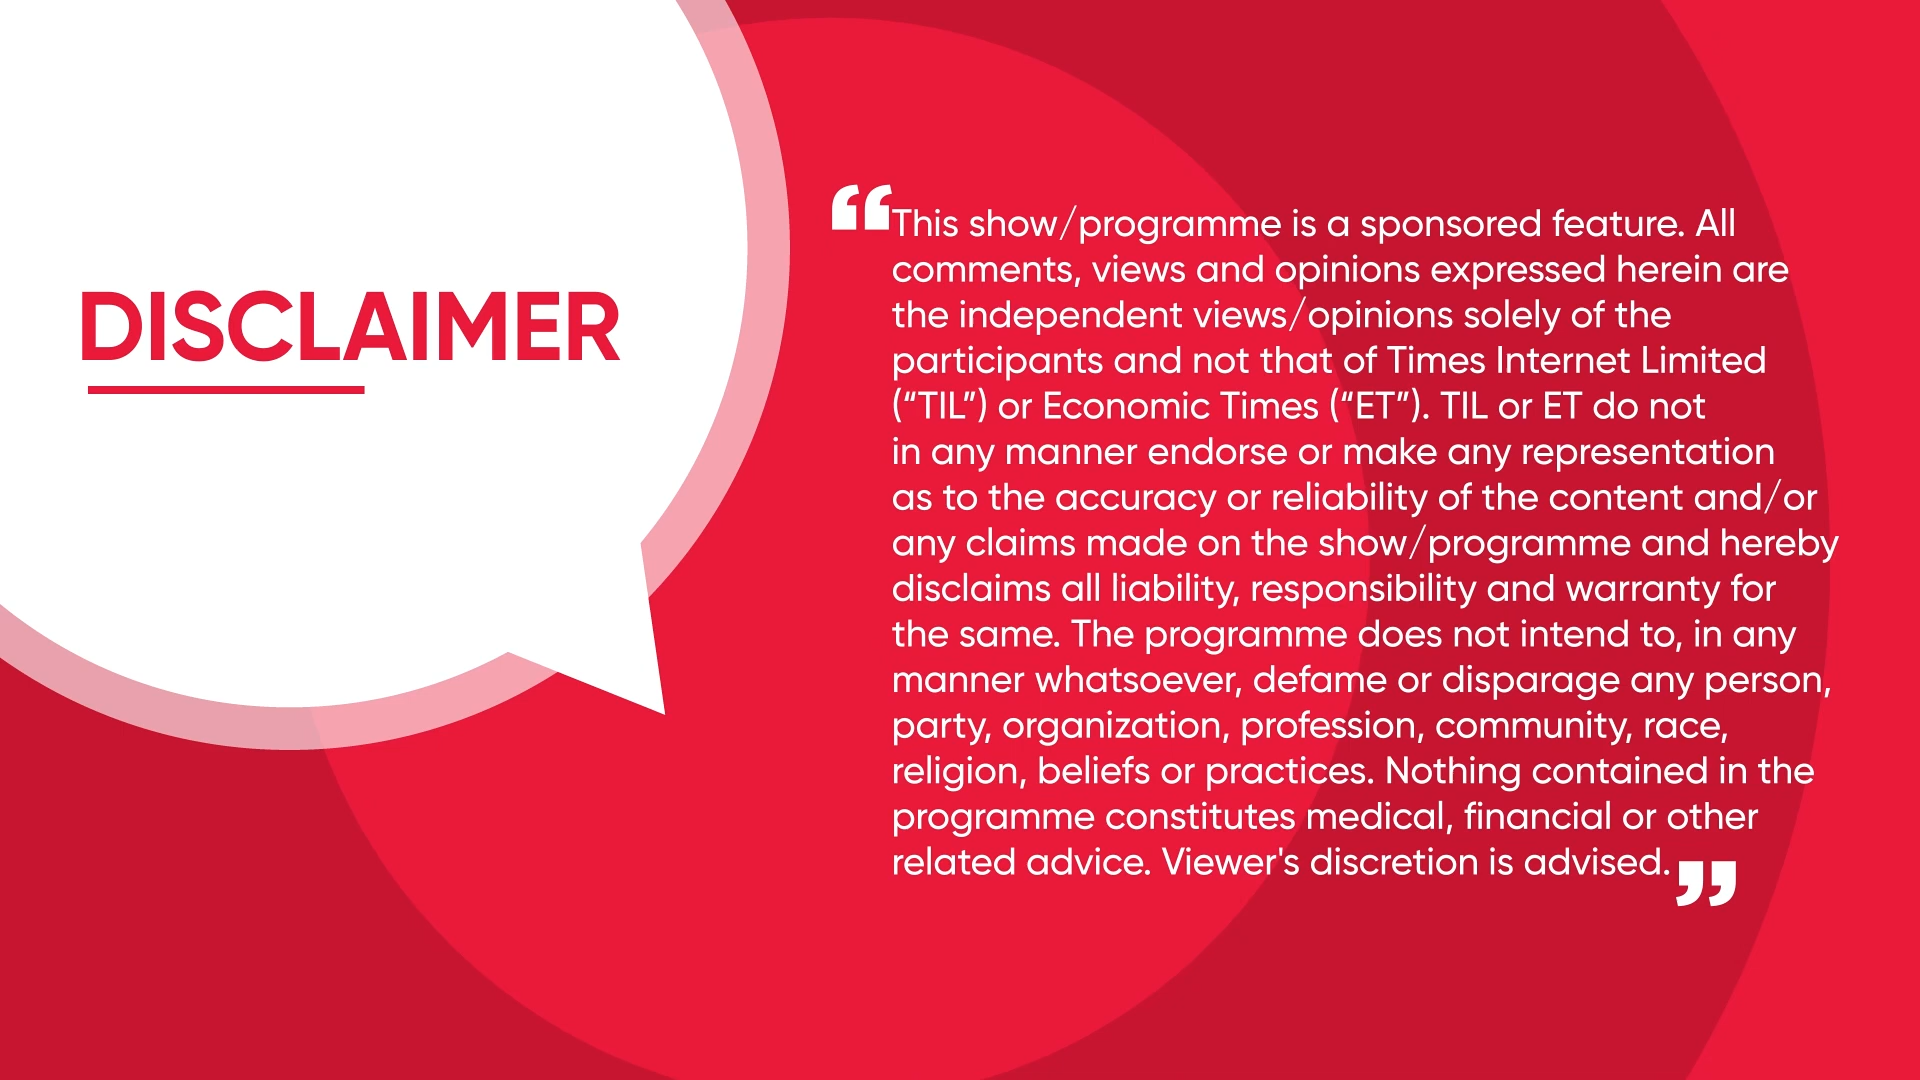 DISCLAIMER
“This show/programme is a sponsored feature. All
comments, views and opinions expressed herein are
the independent views/opinions solely of the
participants and not that of Times Internet Limited
(“TIL”) or Economic Times (“ET”). TIL or ET do not
in any manner endorse or make any representation
as to the accuracy or reliability of the content and/or
any claims made on the show/programme and hereby
disclaims all liability, responsibility and warranty for
the same. The programme does not intend to, in any
manner whatsoever, defame or disparage any person,
party, organization, profession, community, race,
religion, beliefs or practices. Nothing contained in the
programme constitutes medical, financial or other
related advice. Viewer's discretion is advised.”